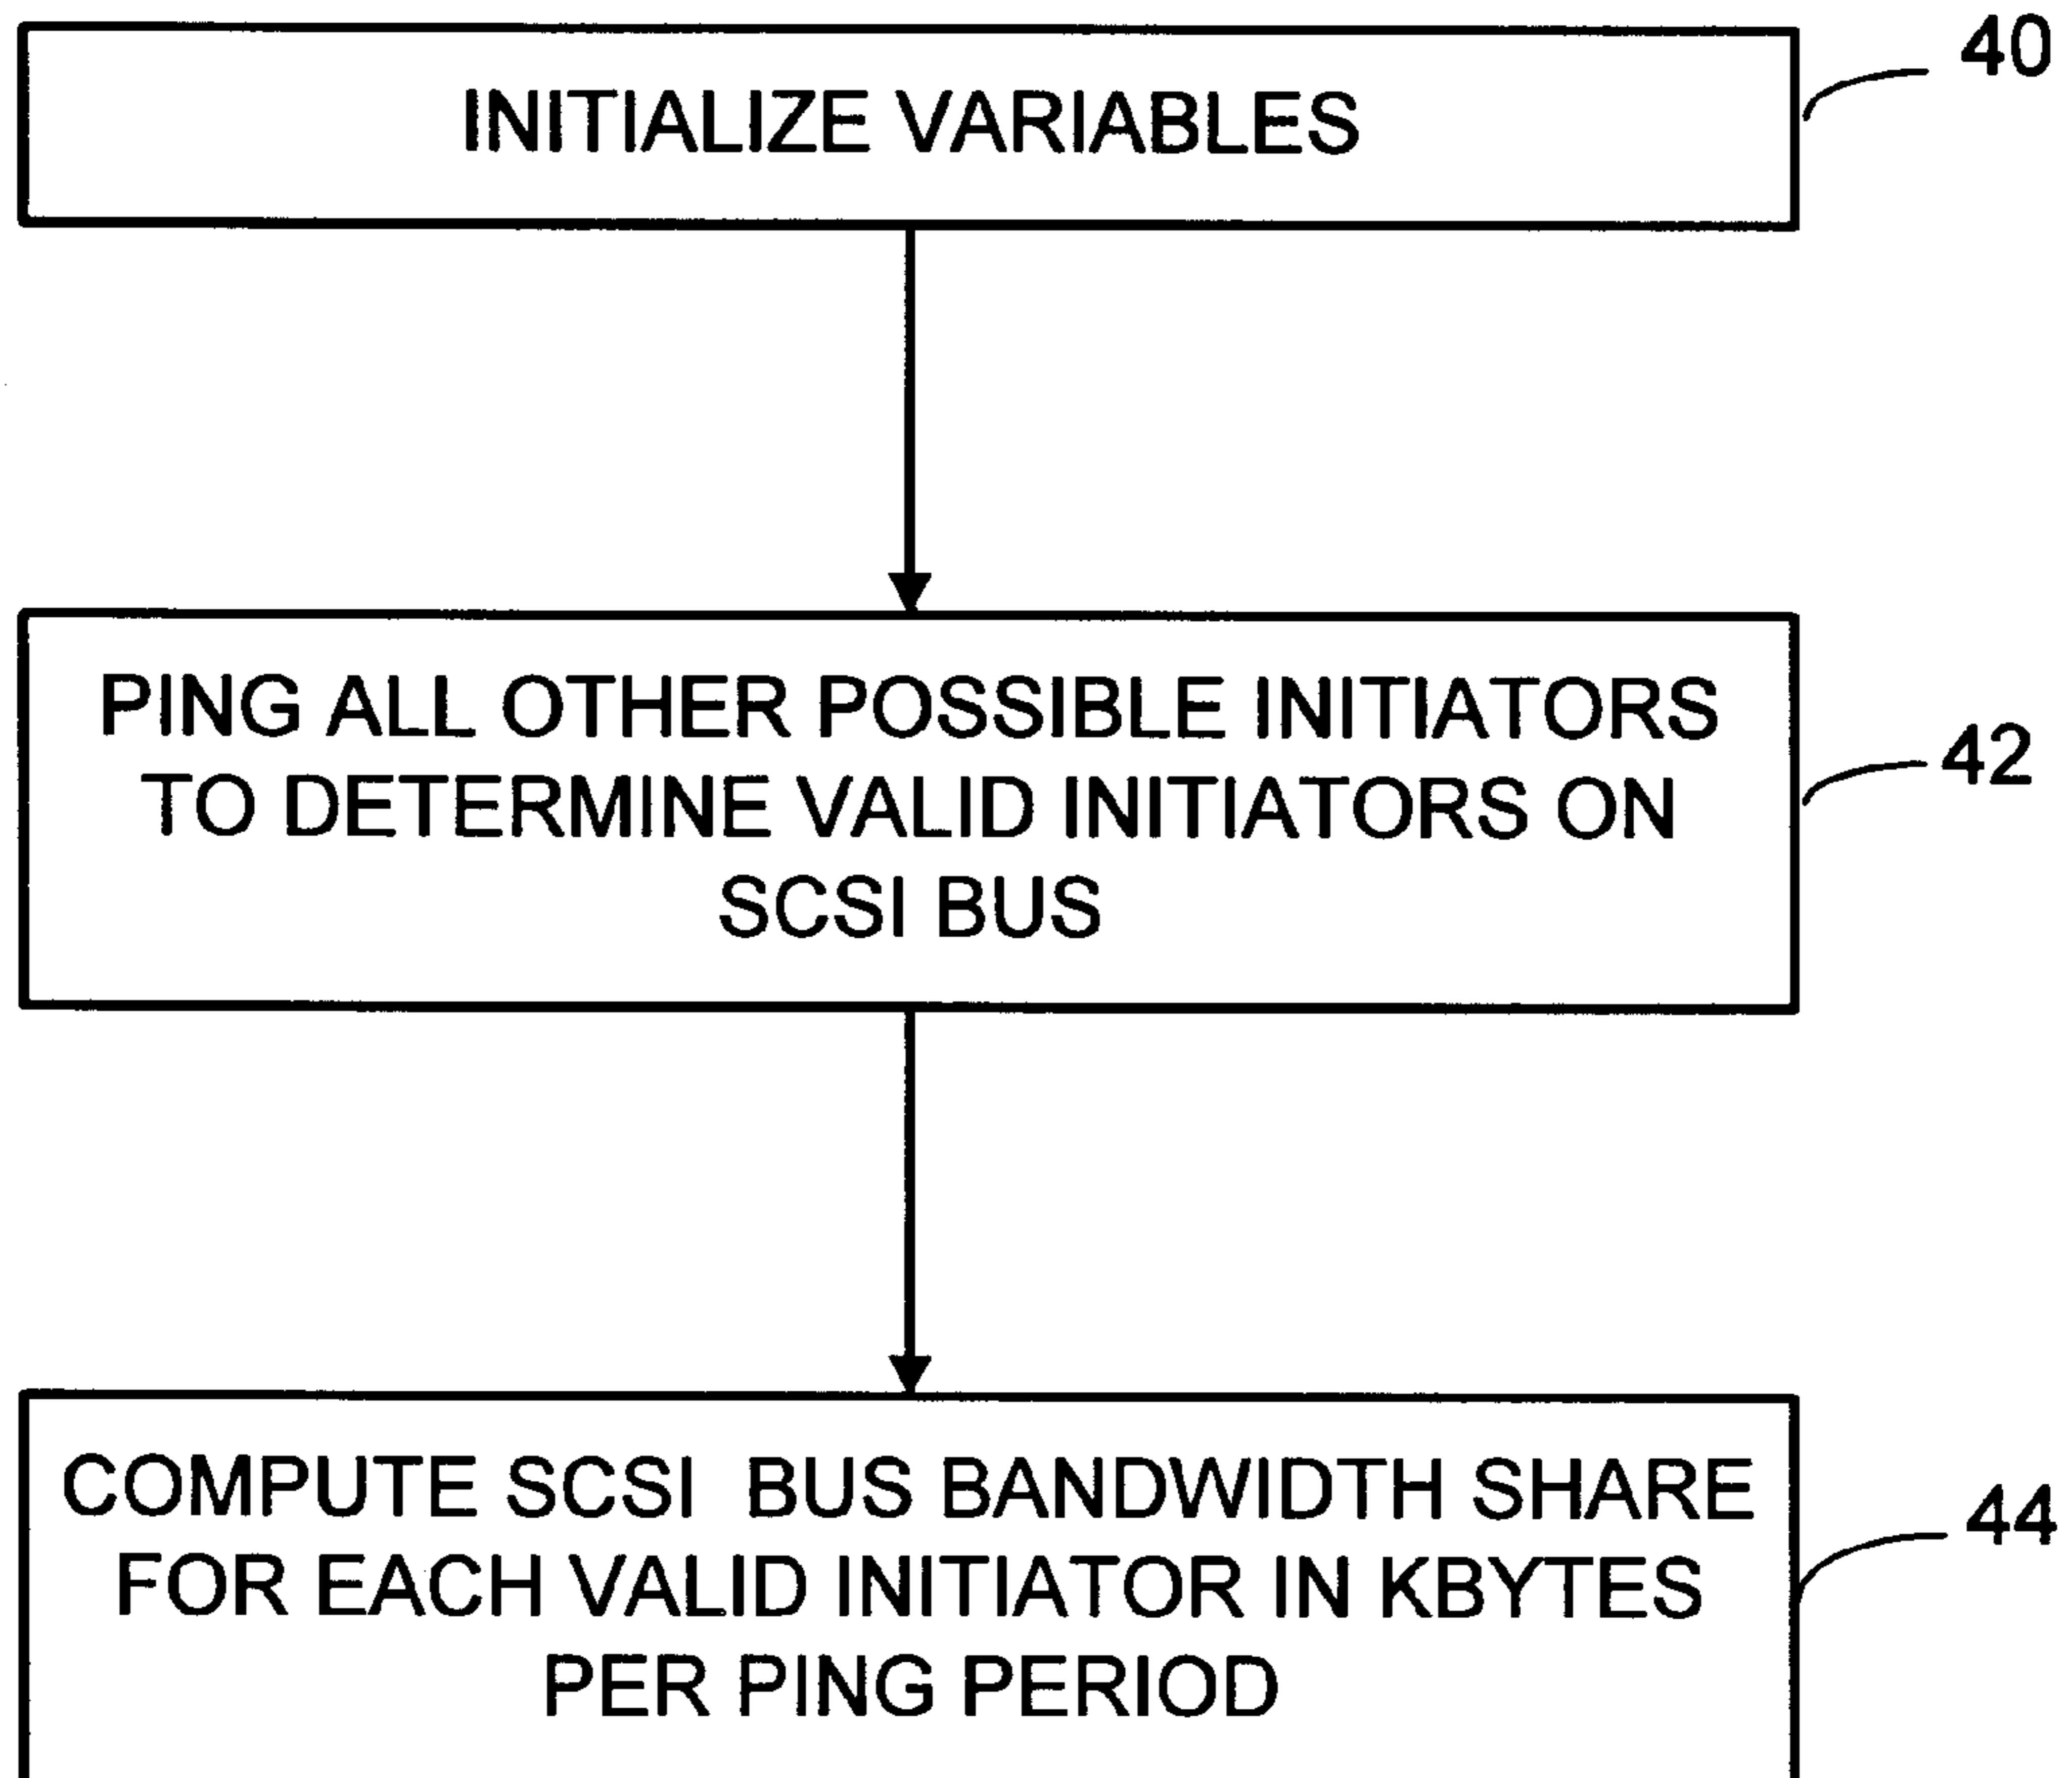 INITIALIZE VARIABLES
40
PING ALL OTHER POSSIBLE INITIATORS
TO DETERMINE VALID INITIATORS ON
SCSI BUS
42
COMPUTE SCSI BUS BANDWIDTH SHARE
FOR EACH VALID INITIATOR IN KBYTES
PER PING PERIOD
44